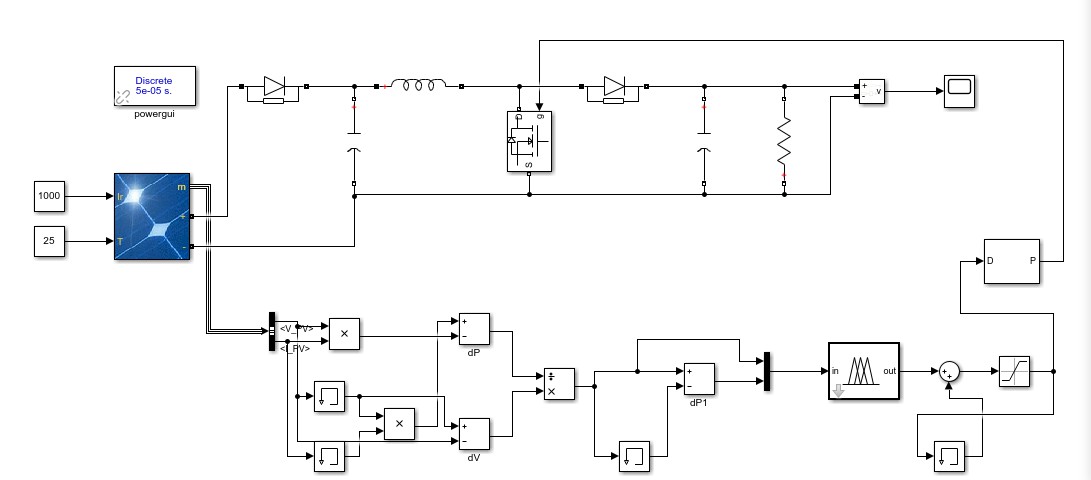 Discrete
5e-05 s.
powergui
+
-
v
D
g
S
1000
Ir
m
+
25
T
-
D
P
<V_PV>
<I_PV>
×
+
-
dP
÷
×
+
-
dP1
in
out
+
+
×
+
-
dV